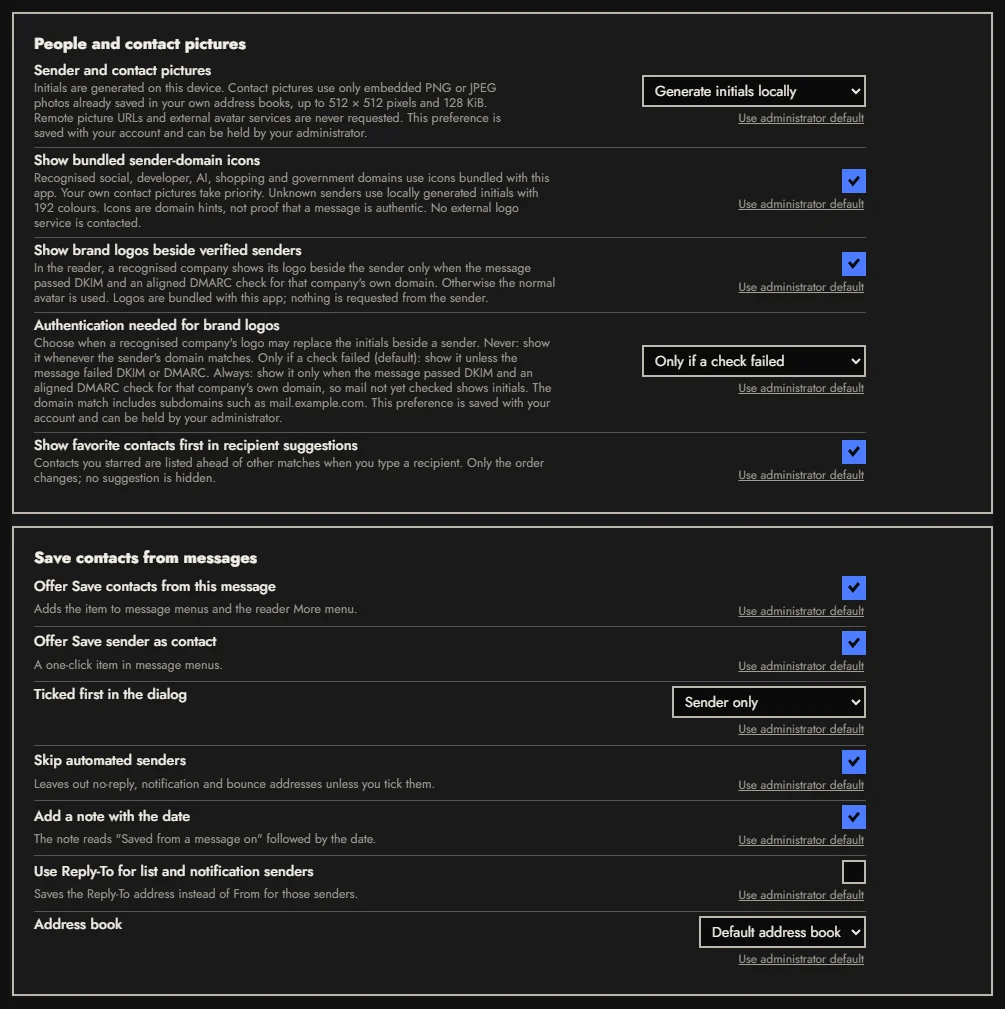 People and contact pictures
Sender and contact pictures
Initials are generated on this device. Contact pictures use only embedded PNG or JPEG
photos already saved in your own address books, up to 512 × 512 pixels and 128 KiB.
Remote picture URLs and external avatar services are never requested. This preference is
saved with your account and can be held by your administrator.
Generate initials locally
Use administrator default
Show bundled sender-domain icons
Recognised social, developer, AI, shopping and government domains use icons bundled with this
app. Your own contact pictures take priority. Unknown senders use locally generated initials with
192 colours. Icons are domain hints, not proof that a message is authentic. No external logo
service is contacted.
Use administrator default
Show brand logos beside verified senders
In the reader, a recognised company shows its logo beside the sender only when the message
passed DKIM and an aligned DMARC check for that company's own domain. Otherwise the normal
avatar is used. Logos are bundled with this app; nothing is requested from the sender.
Use administrator default
Authentication needed for brand logos
Choose when a recognised company's logo may replace the initials beside a sender. Never: show
it whenever the sender's domain matches. Only if a check failed (default): show it unless the
message failed DKIM or DMARC. Always: show it only when the message passed DKIM and an
aligned DMARC check for that company's own domain, so mail not yet checked shows initials. The
domain match includes subdomains such as mail.example.com. This preference is saved with your
account and can be held by your administrator.
Only if a check failed
Use administrator default
Show favorite contacts first in recipient suggestions
Contacts you starred are listed ahead of other matches when you type a recipient. Only the order
changes; no suggestion is hidden.
Use administrator default
Save contacts from messages
Offer Save contacts from this message
Adds the item to message menus and the reader More menu.
Use administrator default
Offer Save sender as contact
A one-click item in message menus.
Use administrator default
Ticked first in the dialog
Sender only
Use administrator default
Skip automated senders
Leaves out no-reply, notification and bounce addresses unless you tick them.
Use administrator default
Add a note with the date
The note reads "Saved from a message on" followed by the date.
Use administrator default
Use Reply-To for list and notification senders
Saves the Reply-To address instead of From for those senders.
Use administrator default
Address book
Default address book
Use administrator default